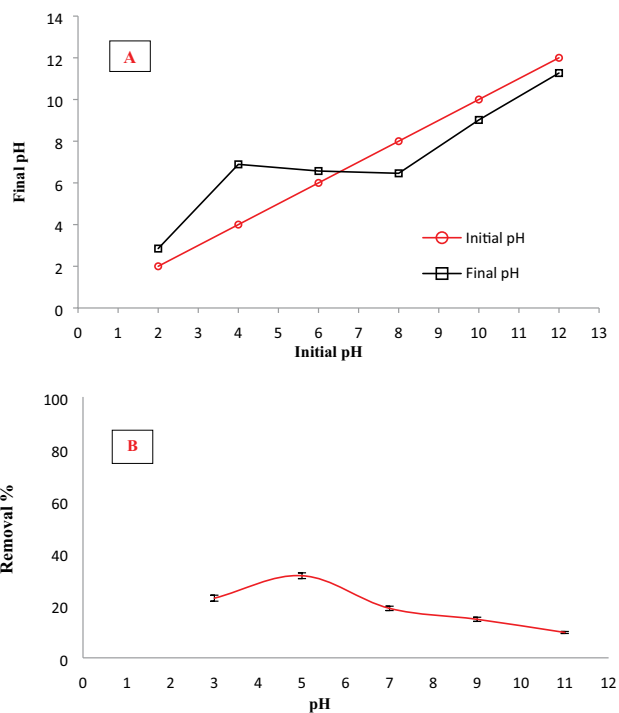 14
A
12
10
8
Final pH
6
4
Initial pH
2
Final pH
0
0 1 2 3 4 5 6 7 8 9 10 11 12 13
Initial pH
100
B
80
60
Removal %
40
20
0
0 1 2 3 4 5 6 7 8 9 10 11 12
pH